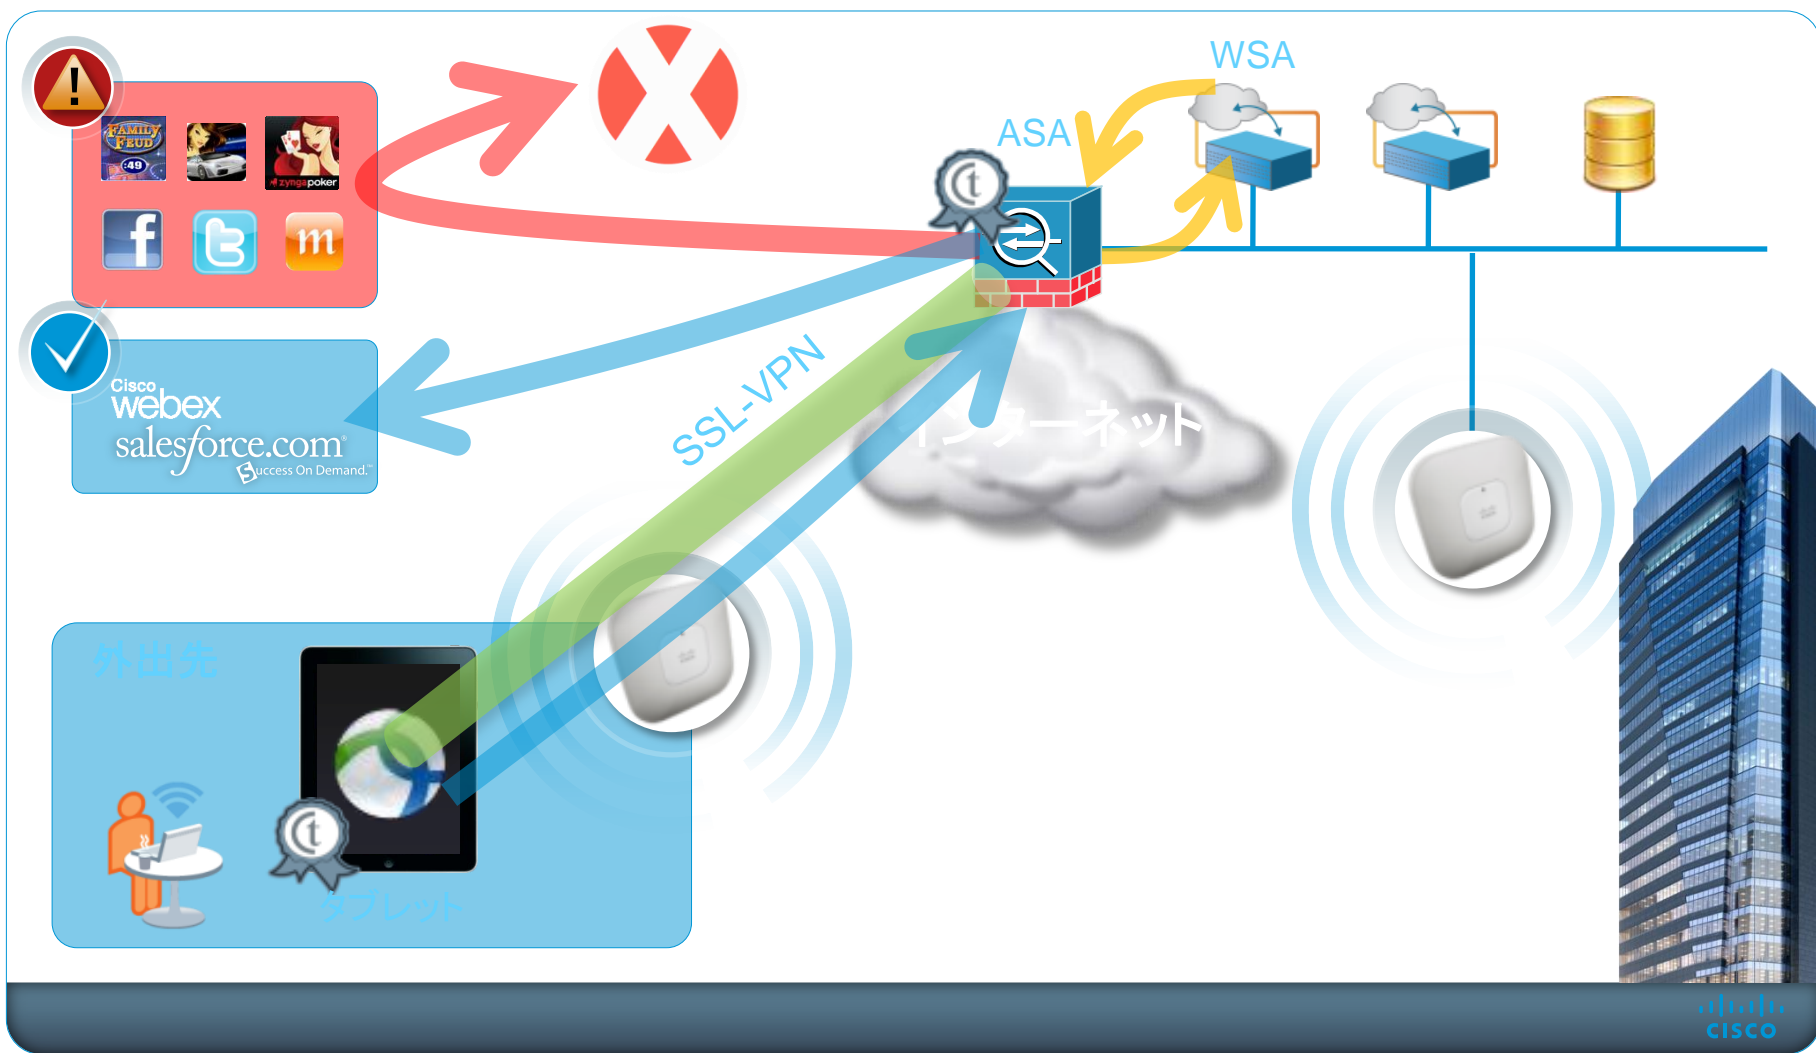 WSA
ASA
FAMILY
FEUD
:49
zyngapoker
f
t
m
t
Cisco
webex
salesforce.com
Success On Demand.™
SSL-VPN
インターネット
外出先
t
タブレット
CISCO